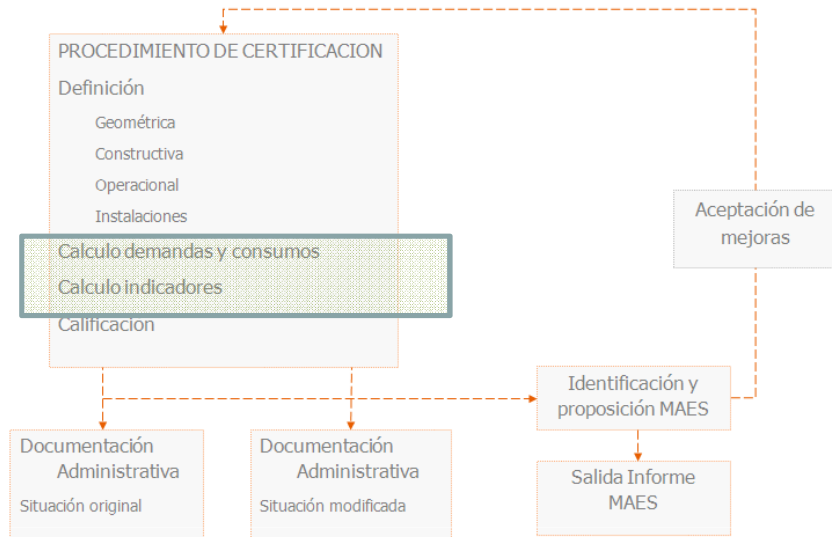 PROCEDIMIENTO DE CERTIFICACION
Definición
Geométrica
Constructiva
Operacional
Instalaciones
Calculo demandas y consumos
Calculo indicadores
Calificacion
Aceptación de
mejoras
Identificación y
proposición MAES
Documentación
Administrativa
Situación original
Documentación
Administrativa
Situación modificada
Salida Informe
MAES